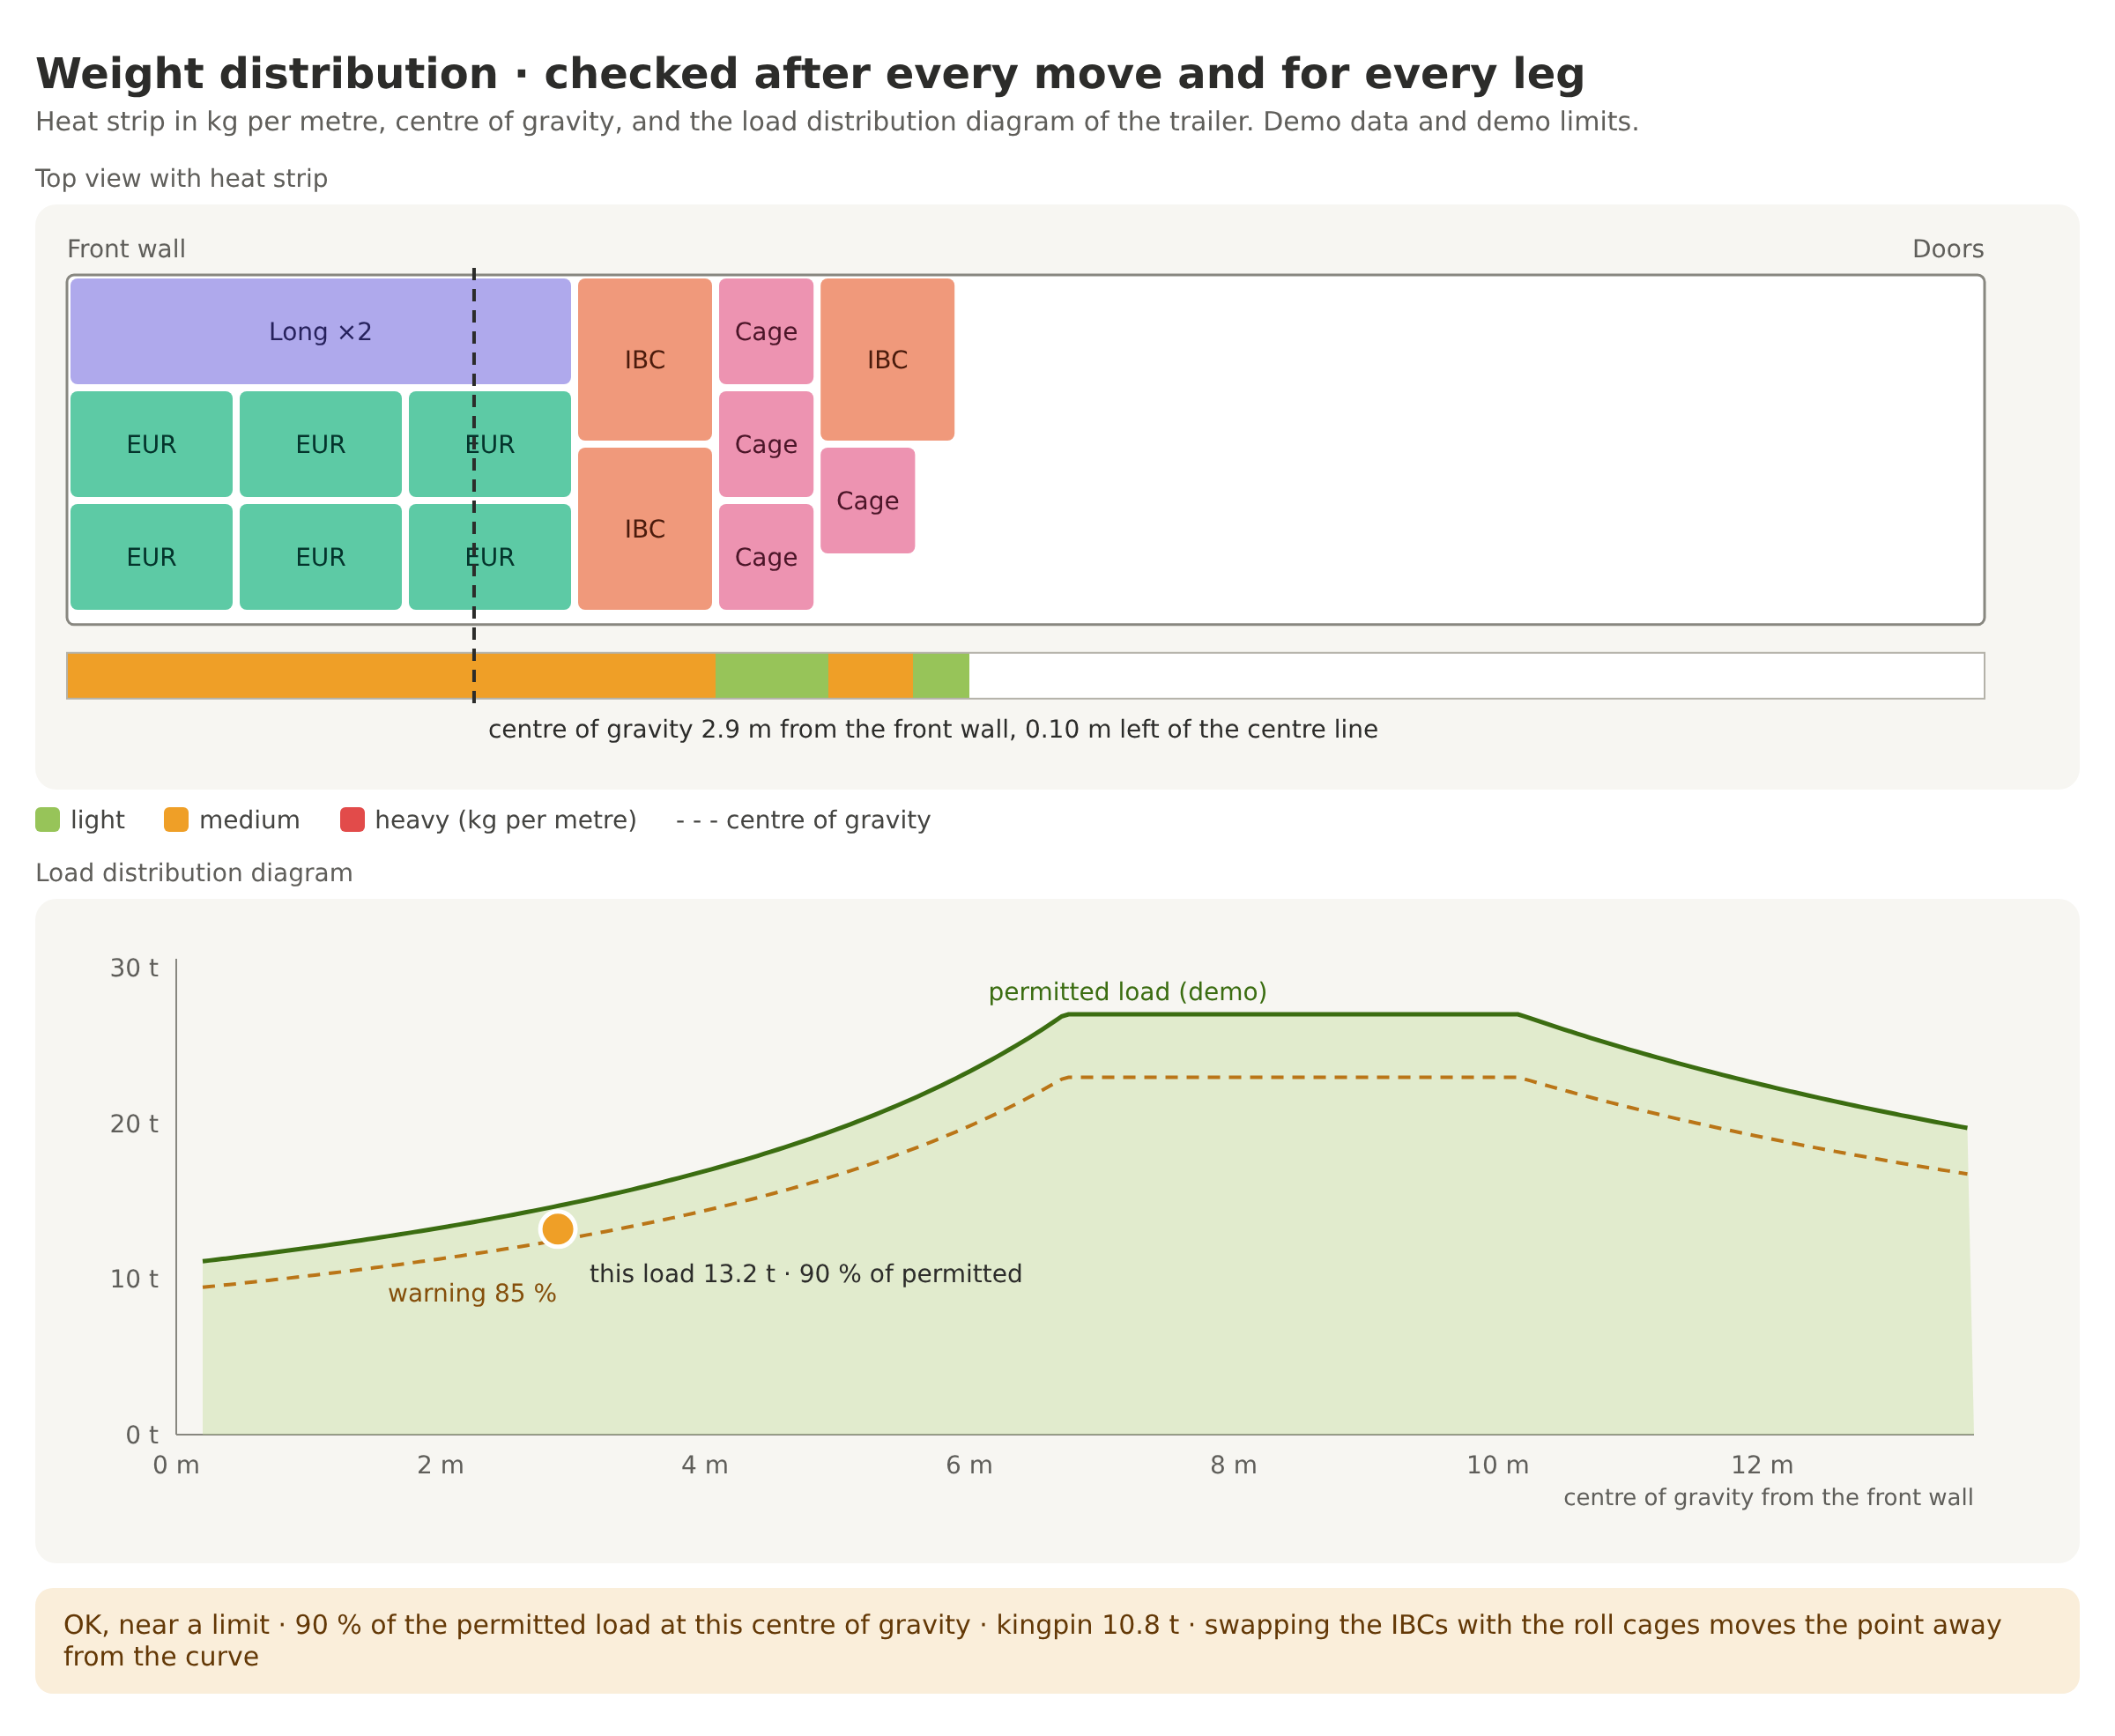 Weight distribution · checked after every move and for every leg
Heat strip in kg per metre, centre of gravity, and the load distribution diagram of the trailer. Demo data and demo limits.
Top view with heat strip
Front wall
Doors
Long ×2
IBC
Cage
IBC
EUR
EUR
EUR
Cage
Cage
IBC
EUR
EUR
EUR
Cage
centre of gravity 2.9 m from the front wall, 0.10 m left of the centre line
light
medium
heavy (kg per metre)
- - - centre of gravity
Load distribution diagram
30 t
permitted load (demo)
20 t
10 t
this load 13.2 t · 90 % of permitted
warning 85 %
0 t
0 m
2 m
4 m
6 m
8 m
10 m
12 m
centre of gravity from the front wall
OK, near a limit · 90 % of the permitted load at this centre of gravity · kingpin 10.8 t · swapping the IBCs with the roll cages moves the point away
from the curve